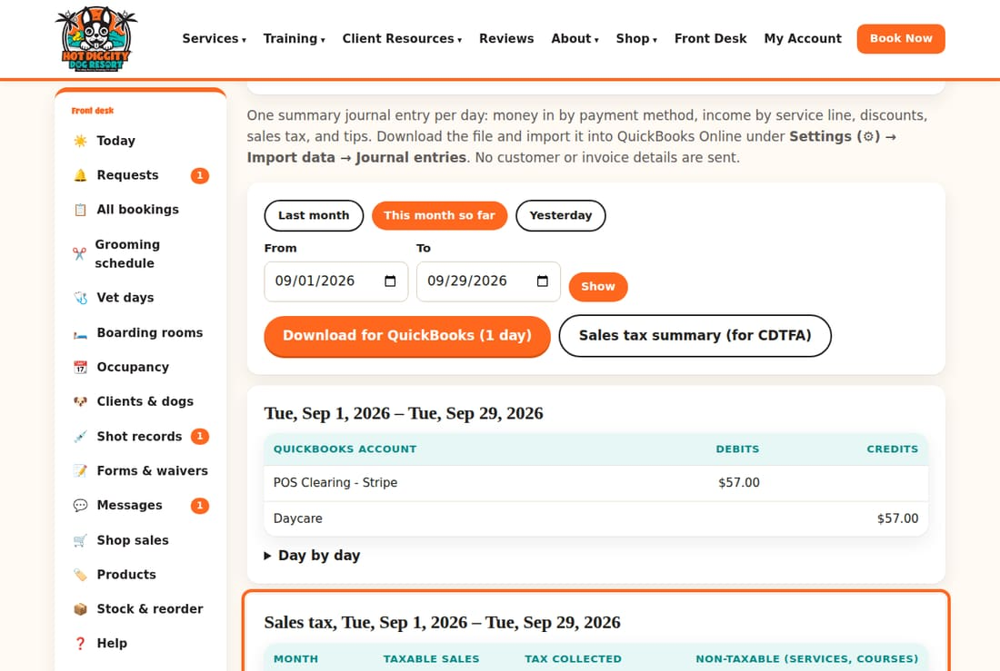 HOT DIGGITY
DOG RESORT
Services ▾ Training ▾ Client Resources ▾ Reviews About ▾ Shop ▾ Front Desk My Account Book Now
Front desk
Today
Requests 1
All bookings
Grooming
schedule
Vet days
Boarding rooms
Occupancy
Clients & dogs
Shot records 1
Forms & waivers
Messages 1
Shop sales
Products
Stock & reorder
Help
One summary journal entry per day: money in by payment method, income by service line, discounts,
sales tax, and tips. Download the file and import it into QuickBooks Online under Settings (⚙) →
Import data → Journal entries. No customer or invoice details are sent.
Last month This month so far Yesterday
From To
09/01/2026 09/29/2026 Show
Download for QuickBooks (1 day) Sales tax summary (for CDTFA)
Tue, Sep 1, 2026 – Tue, Sep 29, 2026
QUICKBOOKS ACCOUNT DEBITS CREDITS
POS Clearing - Stripe $57.00
Daycare $57.00
▶ Day by day
Sales tax, Tue, Sep 1, 2026 – Tue, Sep 29, 2026
MONTH TAXABLE SALES TAX COLLECTED NON-TAXABLE (SERVICES, COURSES)